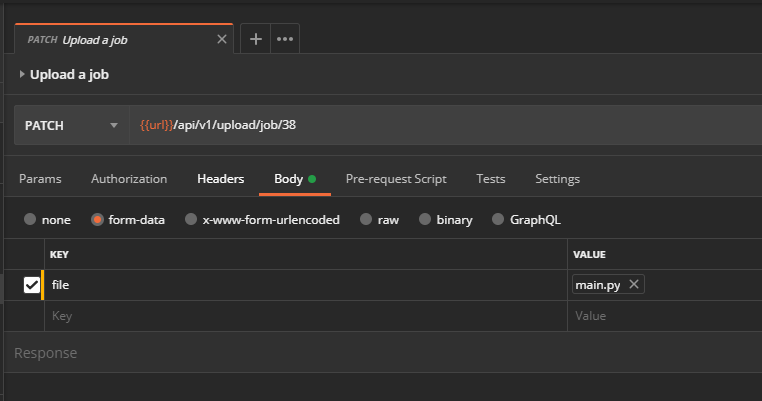 PATCH Upload a job
Upload a job
PATCH {{url}}/api/v1/upload/job/38
Params Authorization Headers Body Pre-request Script Tests Settings
none form-data x-www-form-urlencoded raw binary GraphQL
KEY VALUE
file main.py
Key Value
Response